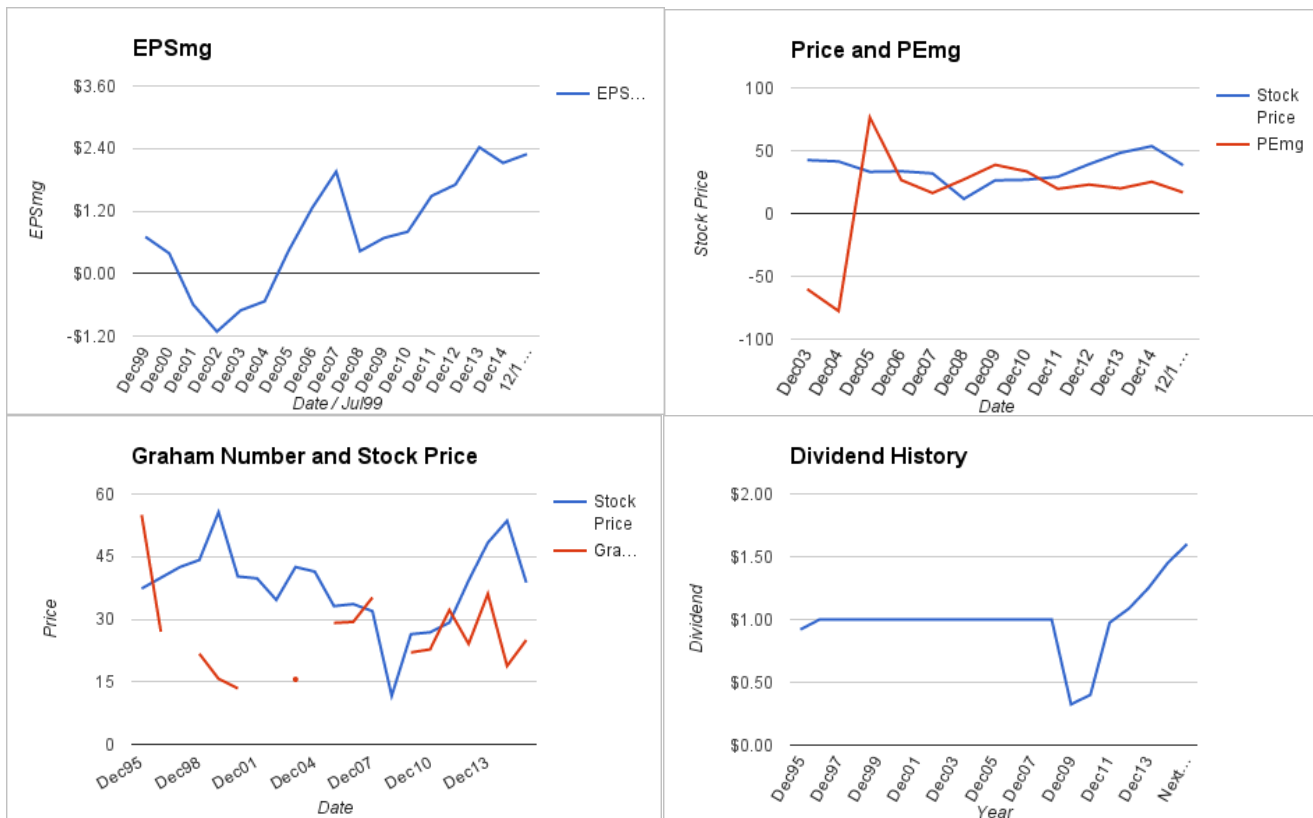 EPSmg
$3.60
$2.40
$1.20
$0.00
-$1.20
EPSmg
EPS...
Dec99
Dec00
Dec01
Dec02
Dec03
Dec04
Dec05
Dec06
Dec07
Dec08
Dec09
Dec10
Dec11
Dec12
Dec13
Dec14
12/1 ...
Date / Jul99
Price and PEmg
100
50
0
-50
-100
Stock Price
Stock
Price
PEmg
Dec03
Dec04
Dec05
Dec06
Dec07
Dec08
Dec09
Dec10
Dec11
Dec12
Dec13
Dec14
12/1...
Date
Graham Number and Stock Price
60
45
30
15
0
Price
Stock
Price
Gra...
Dec95
Dec98
Dec01
Dec04
Dec07
Dec10
Dec13
Date
Dividend History
$2.00
$1.50
$1.00
$0.50
$0.00
Dividend
Dec95
Dec97
Dec99
Dec01
Dec03
Dec05
Dec07
Dec09
Dec11
Dec13
Next...
Year